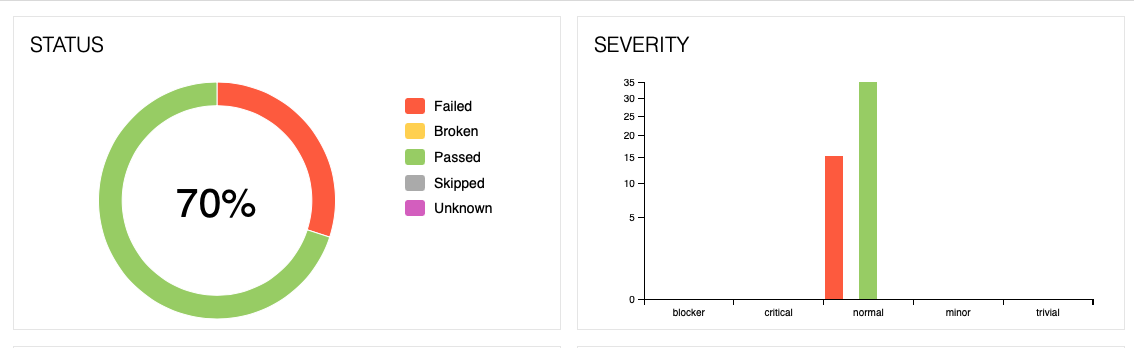 STATUS
70%
Failed
Broken
Passed
Skipped
Unknown
SEVERITY
35
30
25
20
15
10
5
0
blocker
critical
normal
minor
trivial